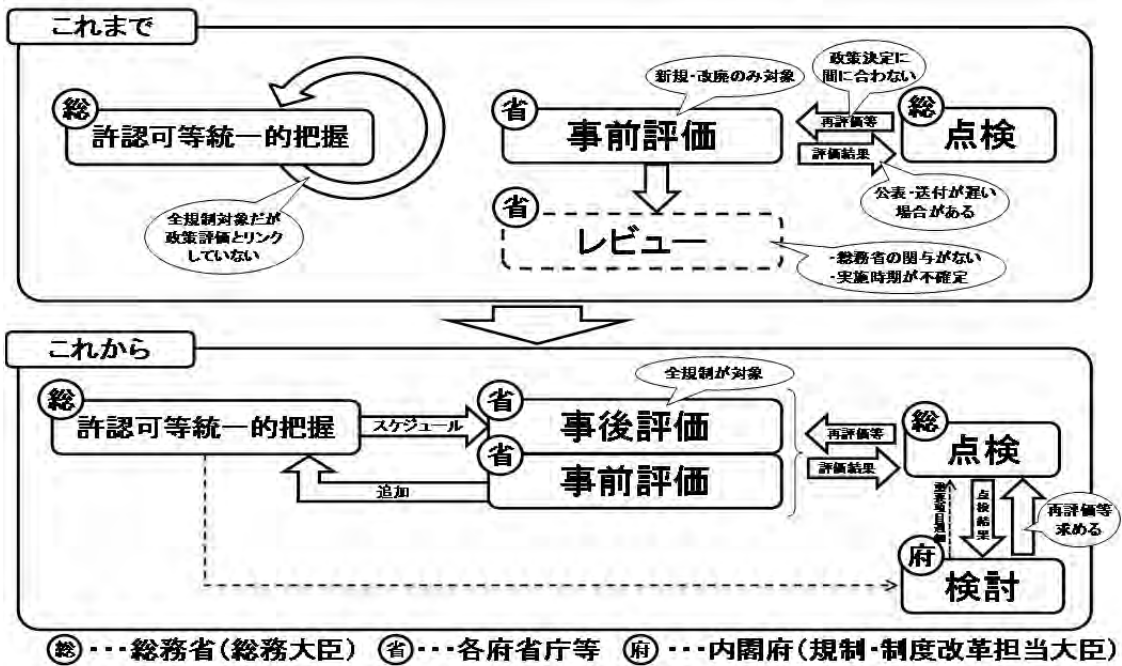 これまで
総
許認可等統一的把握
全規制対象だが
政策評価とリンク
していない
新規・改廃のみ対象
省
事前評価
政策決定に
間に合わない
再評価等
評価結果
総
点検
公表・送付が遅い
場合がある
省
レビュー
・総務省の関与がない
・実施時期が不確定
これから
総
許認可等統一的把握
スケジュール
追加
全規制が対象
省
事後評価
省
事前評価
再評価等
評価結果
総
点検
点検結果
再評価等
求める
府
検討
総・・・総務省(総務大臣) 省・・・各府省庁等 府・・・内閣府(規制・制度改革担当大臣)